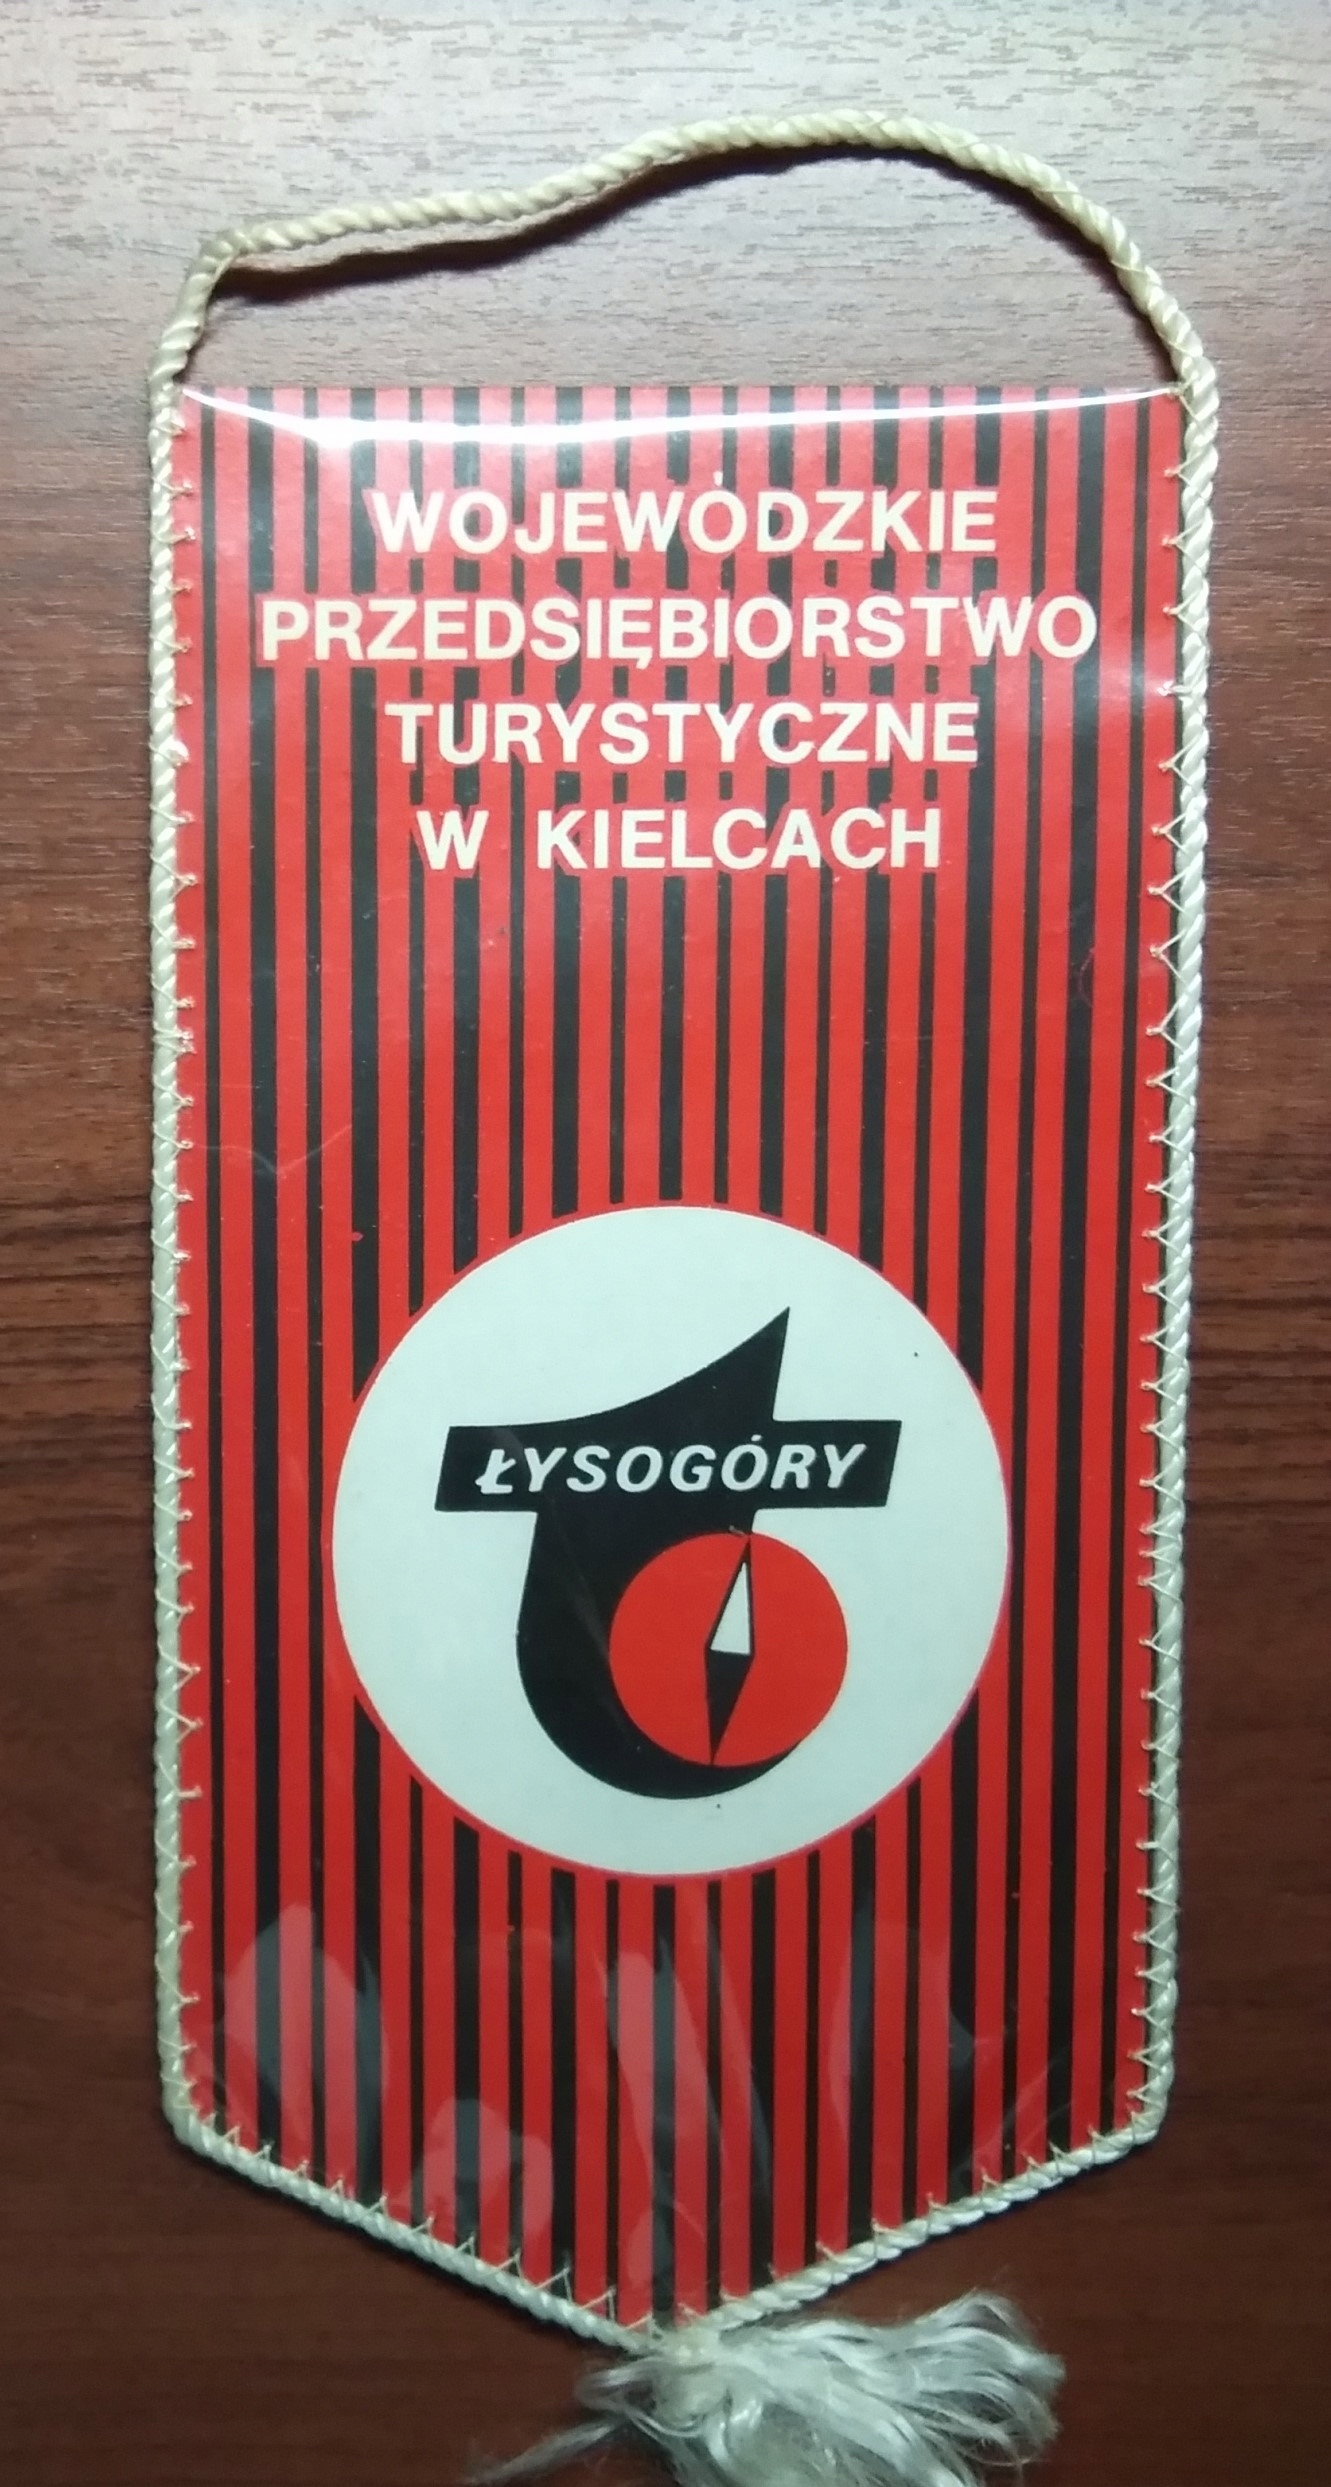 WOJEWÓDZKIE
PRZEDSIĘBIORSTWO
TURYSTYCZNE
W KIELCACH
ŁYSOGÓRY